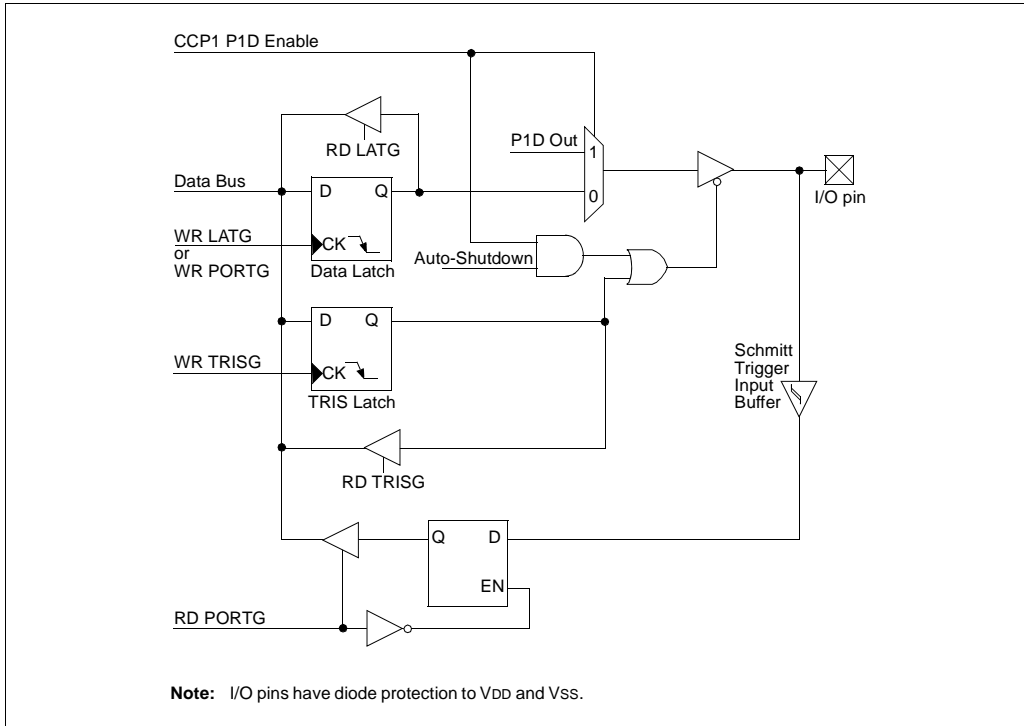 CCP1 P1D Enable
RD LATG
P1D Out
1
Data Bus
D Q
0
I/O pin
WR LATG
or
WR PORTG
CK
Data Latch
Auto-Shutdown
D Q
WR TRISG
CK
TRIS Latch
Schmitt
Trigger
Input
Buffer
RD TRISG
Q D
EN
RD PORTG
Note: I/O pins have diode protection to VDD and VSS.